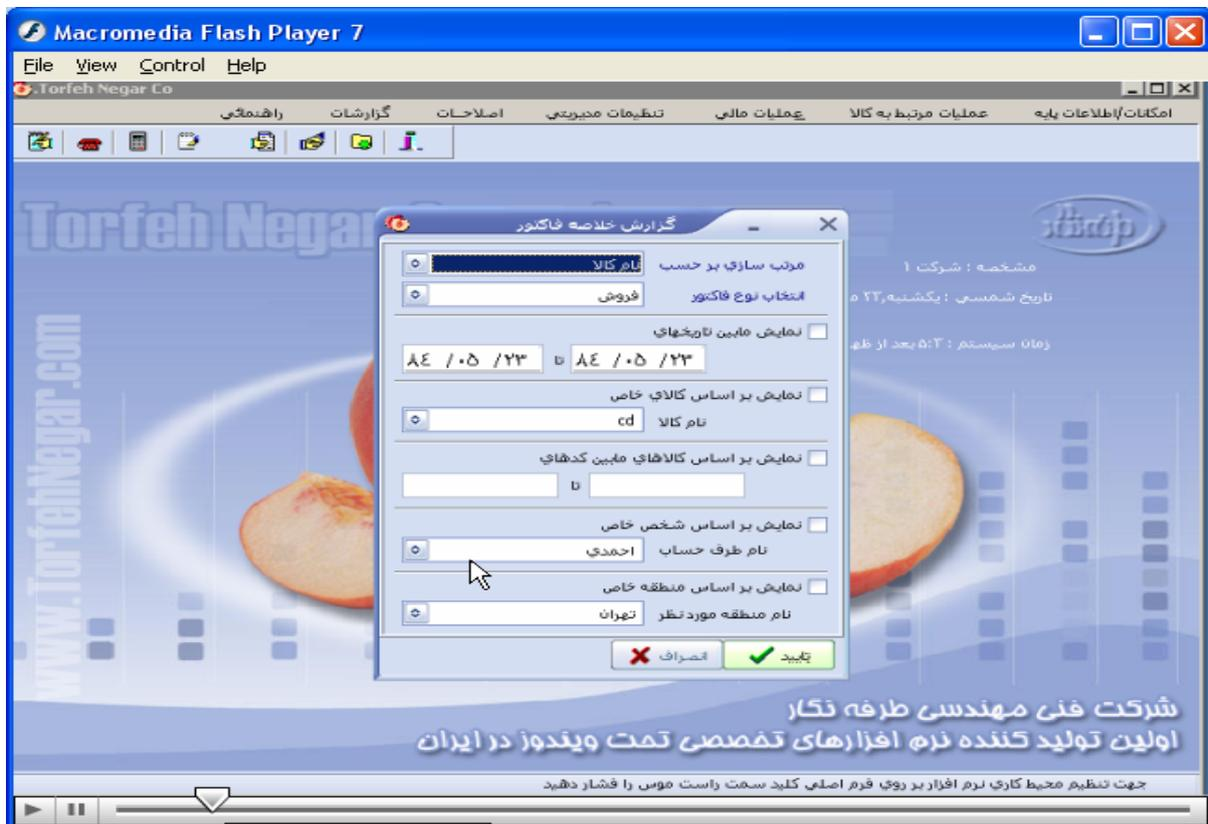 Macromedia Flash Player 7
File View Control Help
.Torfeh Negar Co
امکانات/اطلاعات پایه عملیات مرتبط به کالا عملیات مالی تنظیمات مدیریتی اصلاحات گزارشات راهنمائی
Torfeh Negar
گزارش خلاصه فاکتور
مرتب سازي بر حسب نام کالا
انتخاب نوع فاکتور فروش
نمایش مابین تاریخهاي
۸٤ /۰۵ /۲۳ تا ۸٤ /۰۵ /۲۳
نمایش بر اساس کالاي خاص
نام کالا cd
نمایش بر اساس کالاهاي مابین کدهاي
تا
نمایش بر اساس شخص خاص
نام طرف حساب احمدي
نمایش بر اساس منطقه خاص
نام منطقه مورد نظر تهران
تایید انصراف
مشخصه : شرکت ۱
تاریخ شمسی : یکشنبه,۲۳
زمان سیستم : ۵:۲ بعد از
www.TorfehNegar.com
شرکت فنی مهندسی طرفه نگار
اولین تولید کننده نرم افزارهای تخصصی تحت ویندوز در ایران
جهت تنظیم محیط کاري نرم افزار بر روي فرم اصلي کلید سمت راست موس را فشار دهید